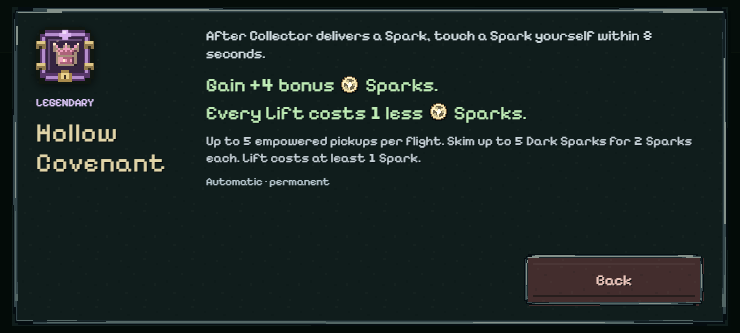 After Collector delivers a Spark, touch a Spark yourself within 8
seconds.
LEGENDARY
Hollow
Covenant
Gain +4 bonus Sparks.
Every Lift costs 1 less Sparks.
Up to 5 empowered pickups per flight. Skim up to 5 Dark Sparks for 2 Sparks
each. Lift costs at least 1 Spark.
Automatic · permanent
Back